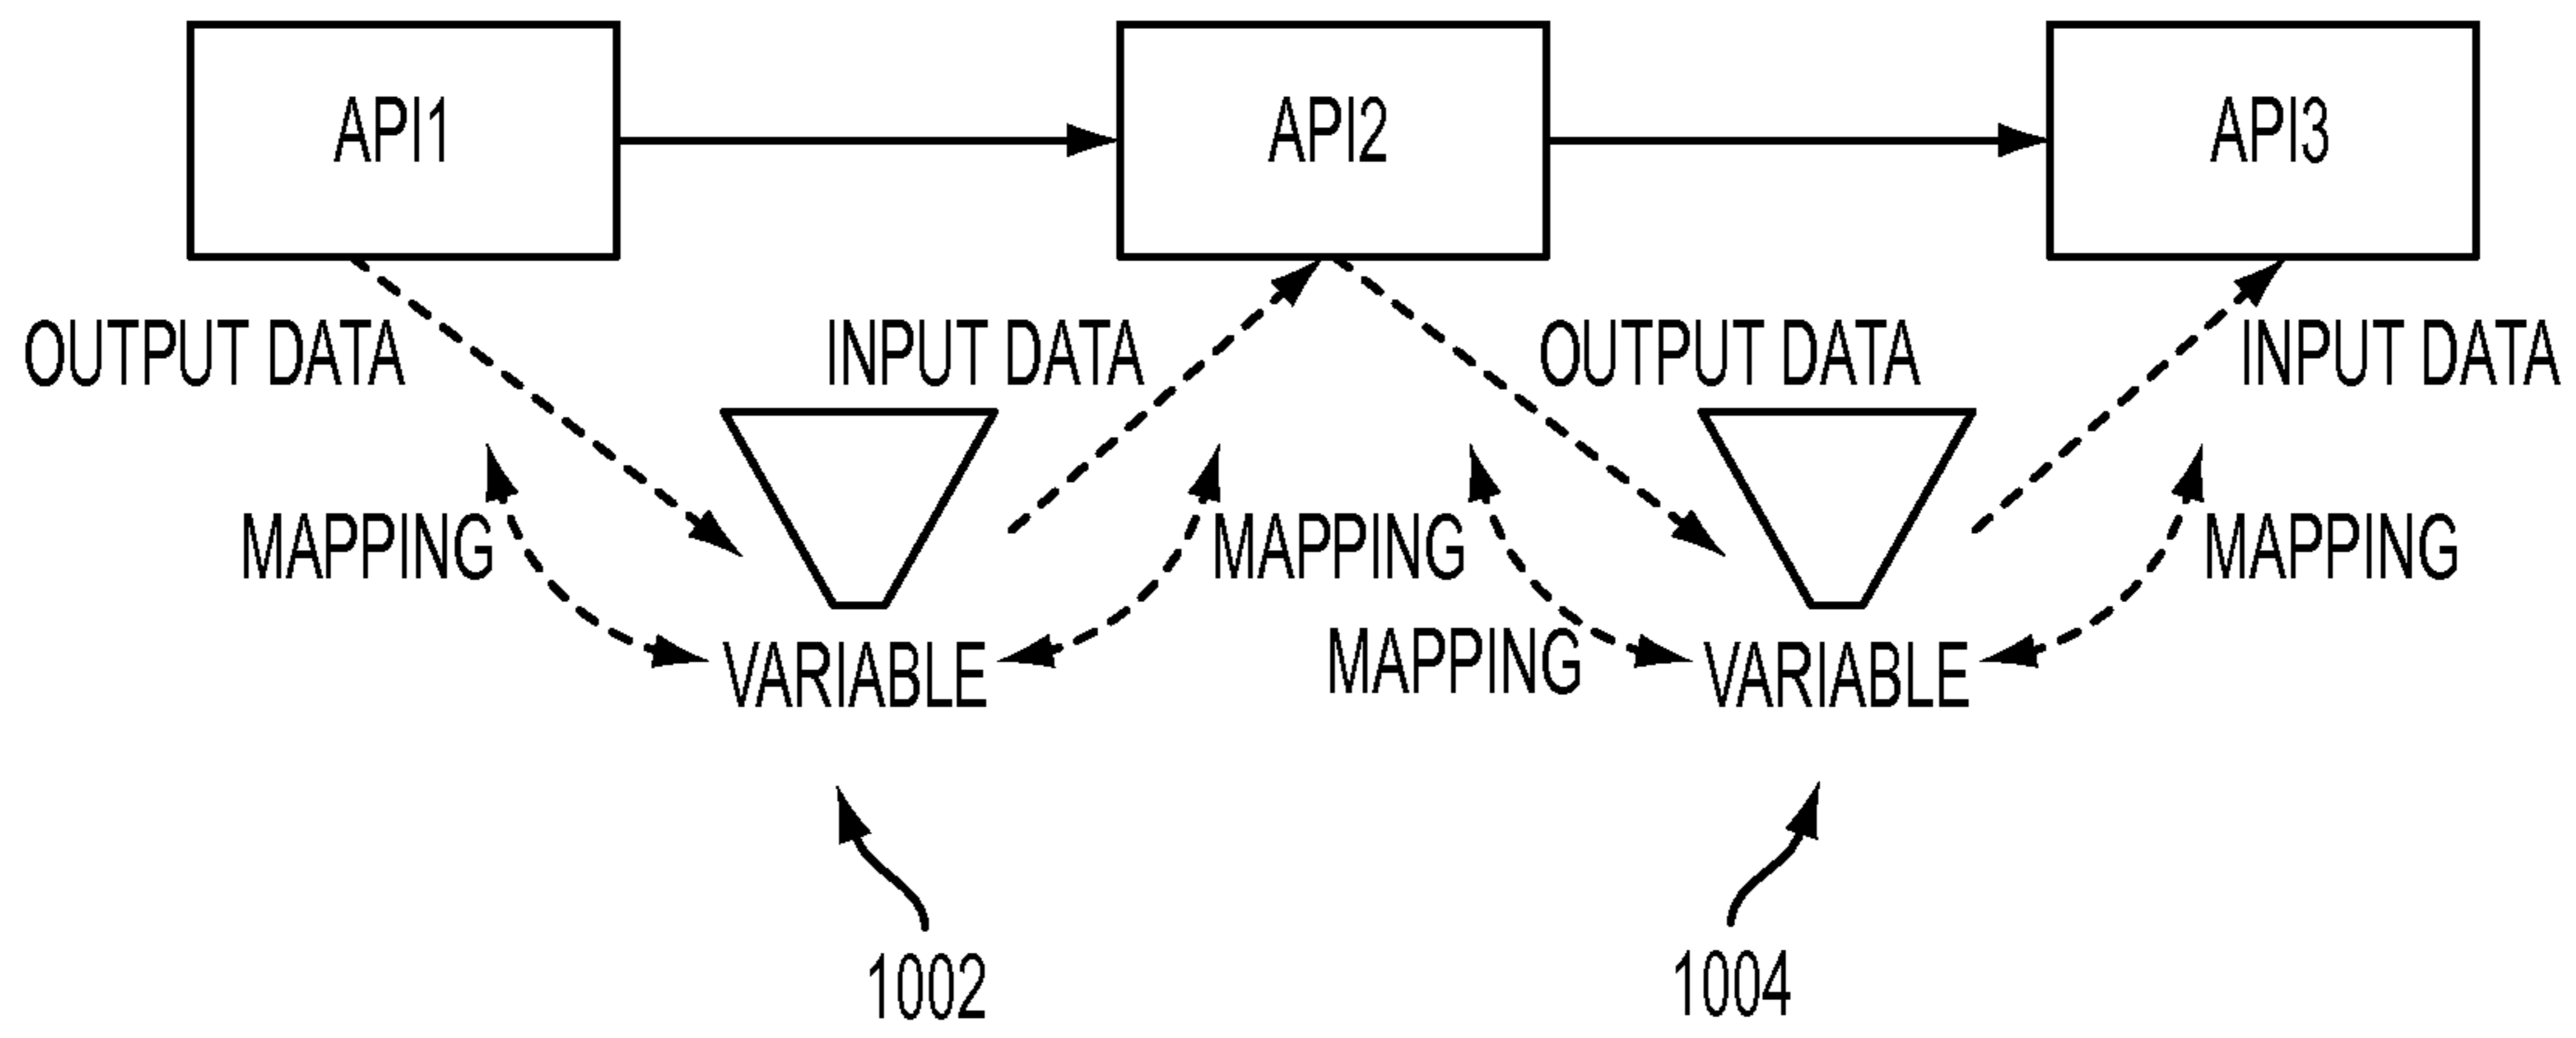 API1
API2
API3
OUTPUT DATA
INPUT DATA
OUTPUT DATA
INPUT DATA
MAPPING
MAPPING
MAPPING
MAPPING
VARIABLE
VARIABLE
1002
1004